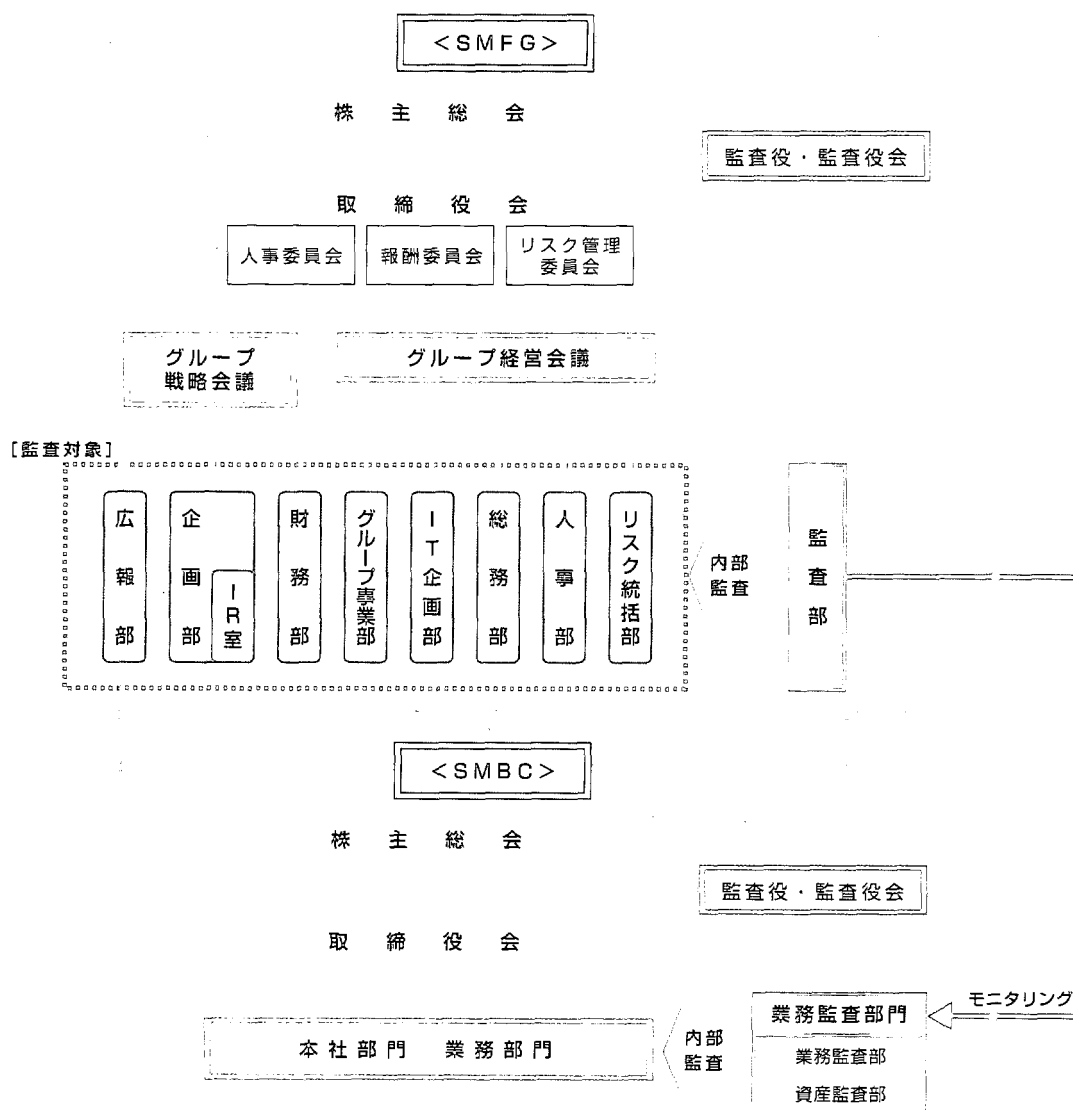 <SMFG>
株主総会
監査役・監査役会
取締役会
人事委員会
報酬委員会
リスク管理
委員会
グループ
戦略会議
グループ経営会議
[監査対象]
広報部
企画部
IR室
財務部
グループ事業部
IT企画部
総務部
人事部
リスク統括部
内部
監査
監査部
<SMBC>
株主総会
監査役・監査役会
取締役会
本社部門 業務部門
内部
監査
業務監査部門
業務監査部
資産監査部
モニタリング